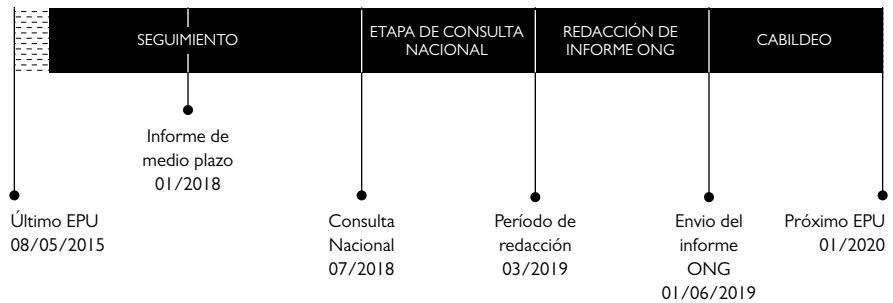 SEGUIMIENTO
ETAPA DE CONSULTA
NACIONAL
REDACCIÓN DE
INFORME ONG
CABILDEO
Informe de
medio plazo
01/2018
Último EPU
08/05/2015
Consulta
Nacional
07/2018
Período de
redacción
03/2019
Envio del
informe
ONG
01/06/2019
Próximo EPU
01/2020